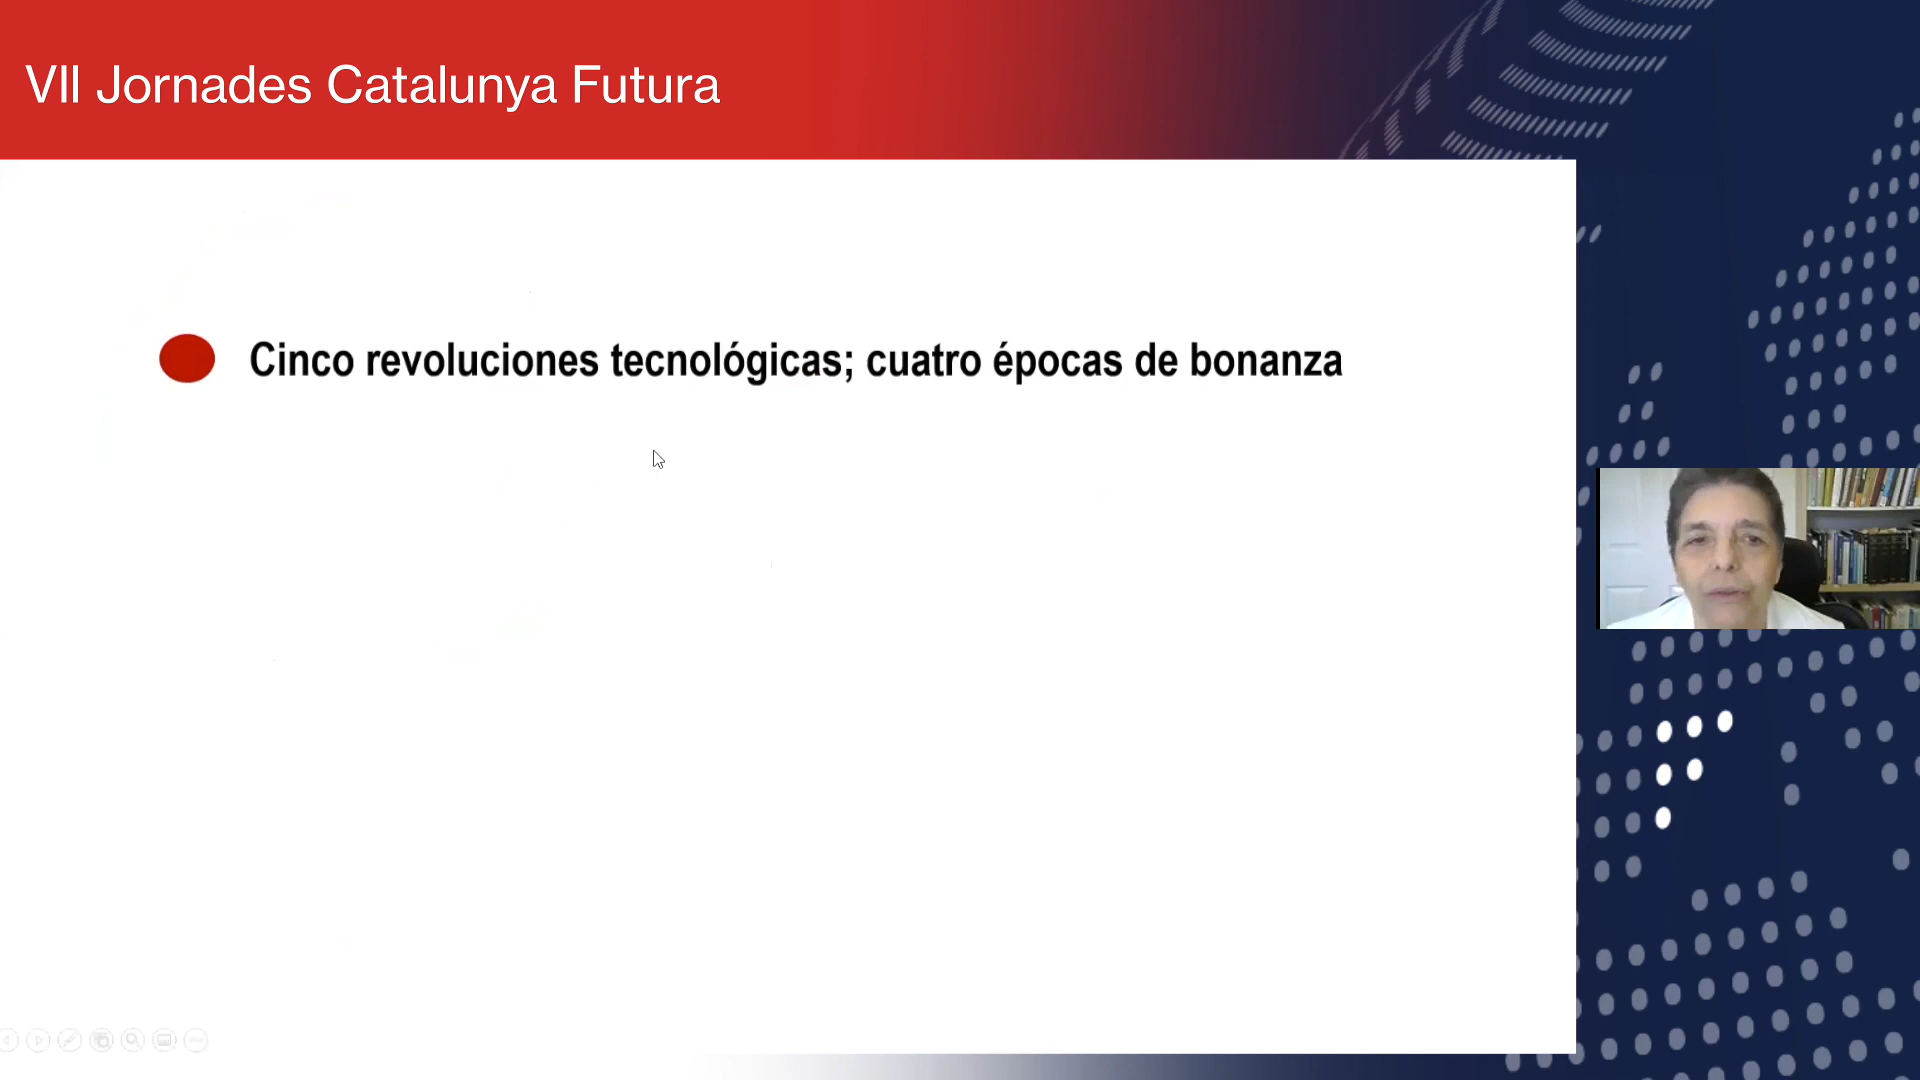 VII Jornades Catalunya Futura
Cinco revoluciones tecnológicas; cuatro épocas de bonanza